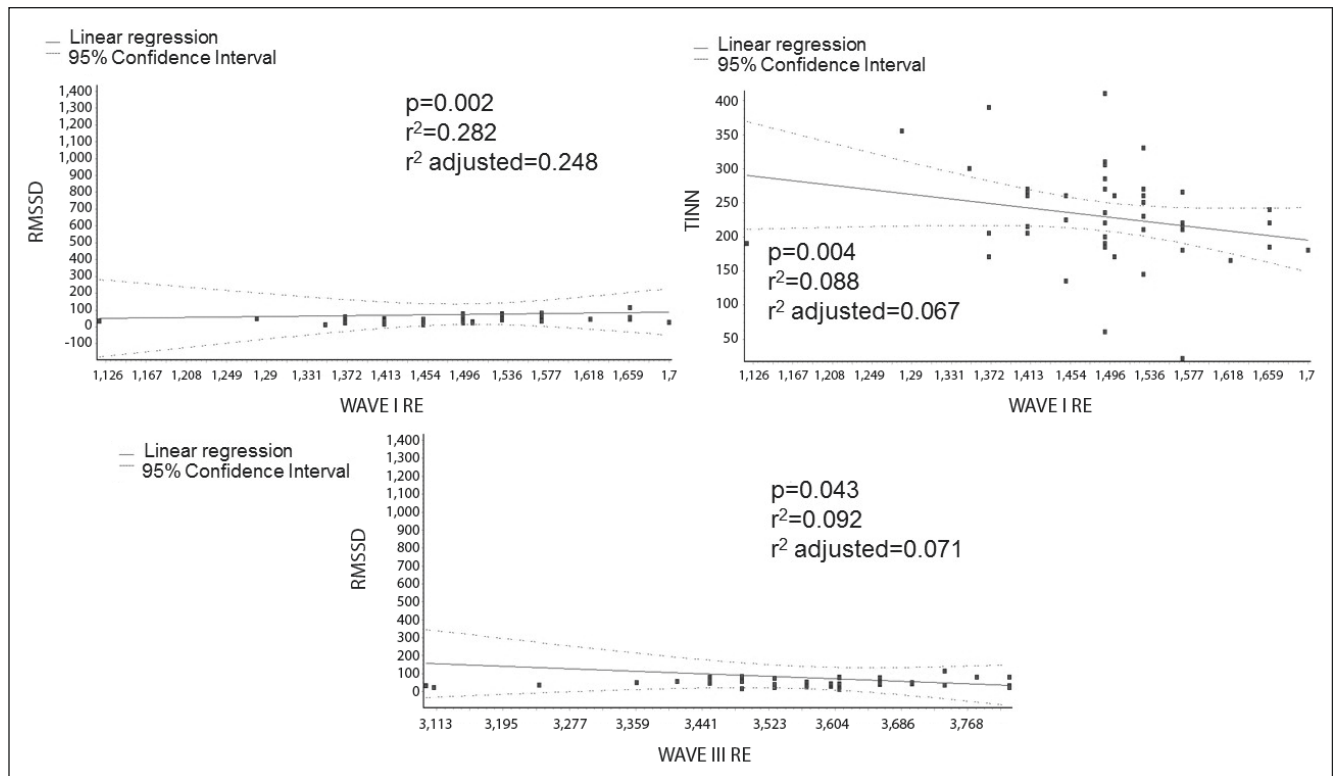 Linear regression
95% Confidence Interval
1,400
1,300
1,200
1,100
1,000
900
800
700
600
500
400
300
200
100
0
-100
RMSSD
p=0.002
r²=0.282
r² adjusted=0.248
1,126 1,167 1,208 1,249 1,29 1,331 1,372 1,413 1,454 1,496 1,536 1,577 1,618 1,659 1,7
WAVE I RE
Linear regression
95% Confidence Interval
400
350
300
250
200
150
100
50
TINN
p=0.004
r²=0.088
r² adjusted=0.067
1,126 1,167 1,208 1,249 1,29 1,331 1,372 1,413 1,454 1,496 1,536 1,577 1,618 1,659 1,7
WAVE I RE
Linear regression
95% Confidence Interval
1,400
1,300
1,200
1,100
1,000
900
800
700
600
500
400
300
200
100
0
RMSSD
p=0.043
r²=0.092
r² adjusted=0.071
3,113 3,195 3,277 3,359 3,441 3,523 3,604 3,686 3,768
WAVE III RE